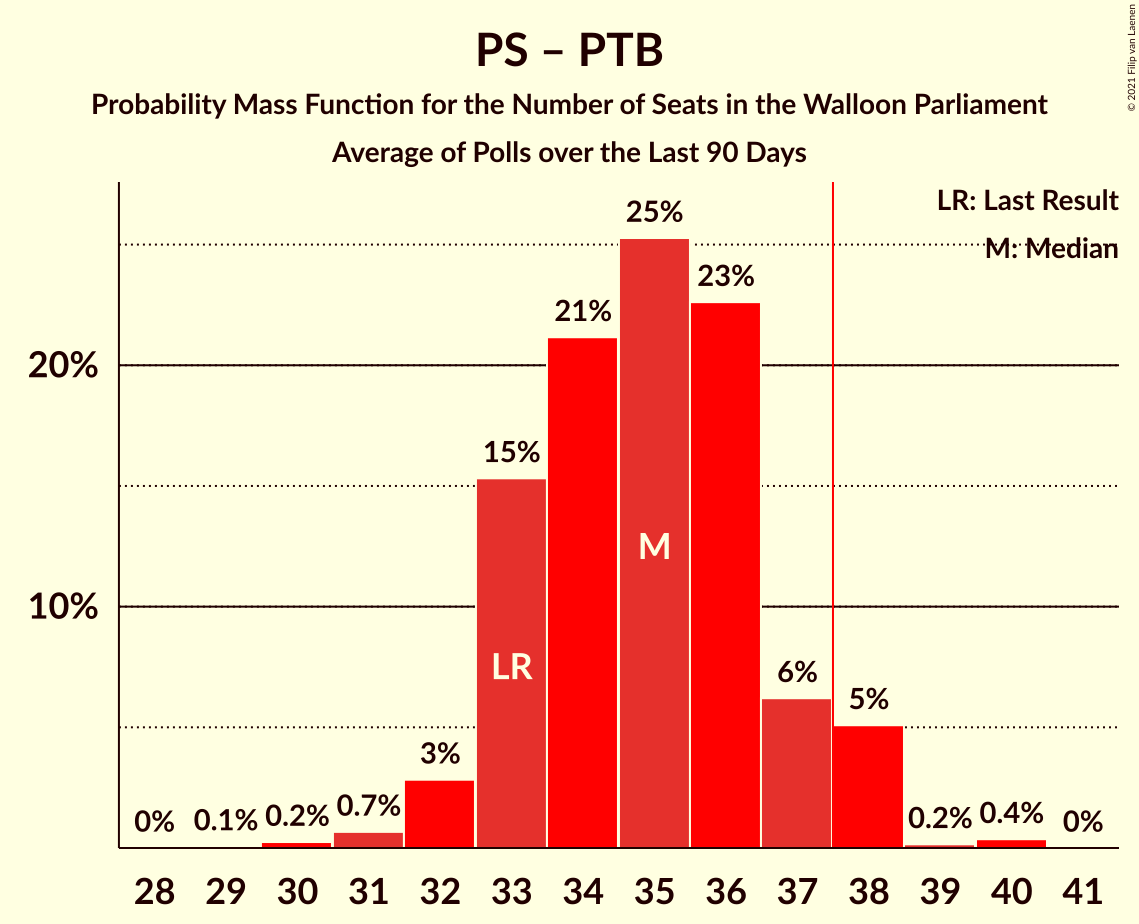 PS – PTB
Probability Mass Function for the Number of Seats in the Walloon Parliament
Average of Polls over the Last 90 Days
© 2021 Filip van Laenen
LR: Last Result
M: Median
20%
10%
0%
0.1%
0.2%
0.7%
3%
15%
21%
25%
23%
6%
5%
0.2%
0.4%
0%
LR
M
28 29 30 31 32 33 34 35 36 37 38 39 40 41